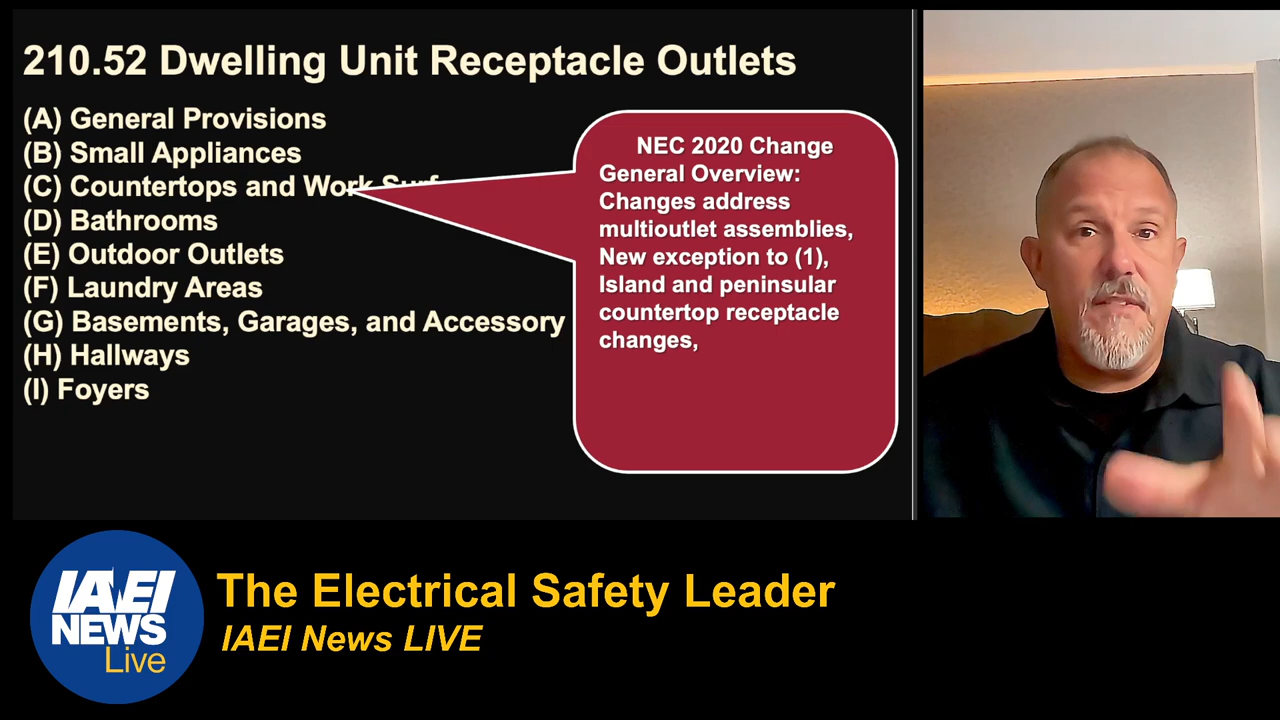 210.52 Dwelling Unit Receptacle Outlets
(A) General Provisions
(B) Small Appliances
(C) Countertops and Work
(D) Bathrooms
(E) Outdoor Outlets
(F) Laundry Areas
(G) Basements, Garages, and Accessory
(H) Hallways
(I) Foyers
NEC 2020 Change
General Overview:
Changes address
multioutlet assemblies,
New exception to (1),
Island and peninsular
countertop receptacle
changes,
IAEI
NEWS
Live
The Electrical Safety Leader
IAEI News LIVE